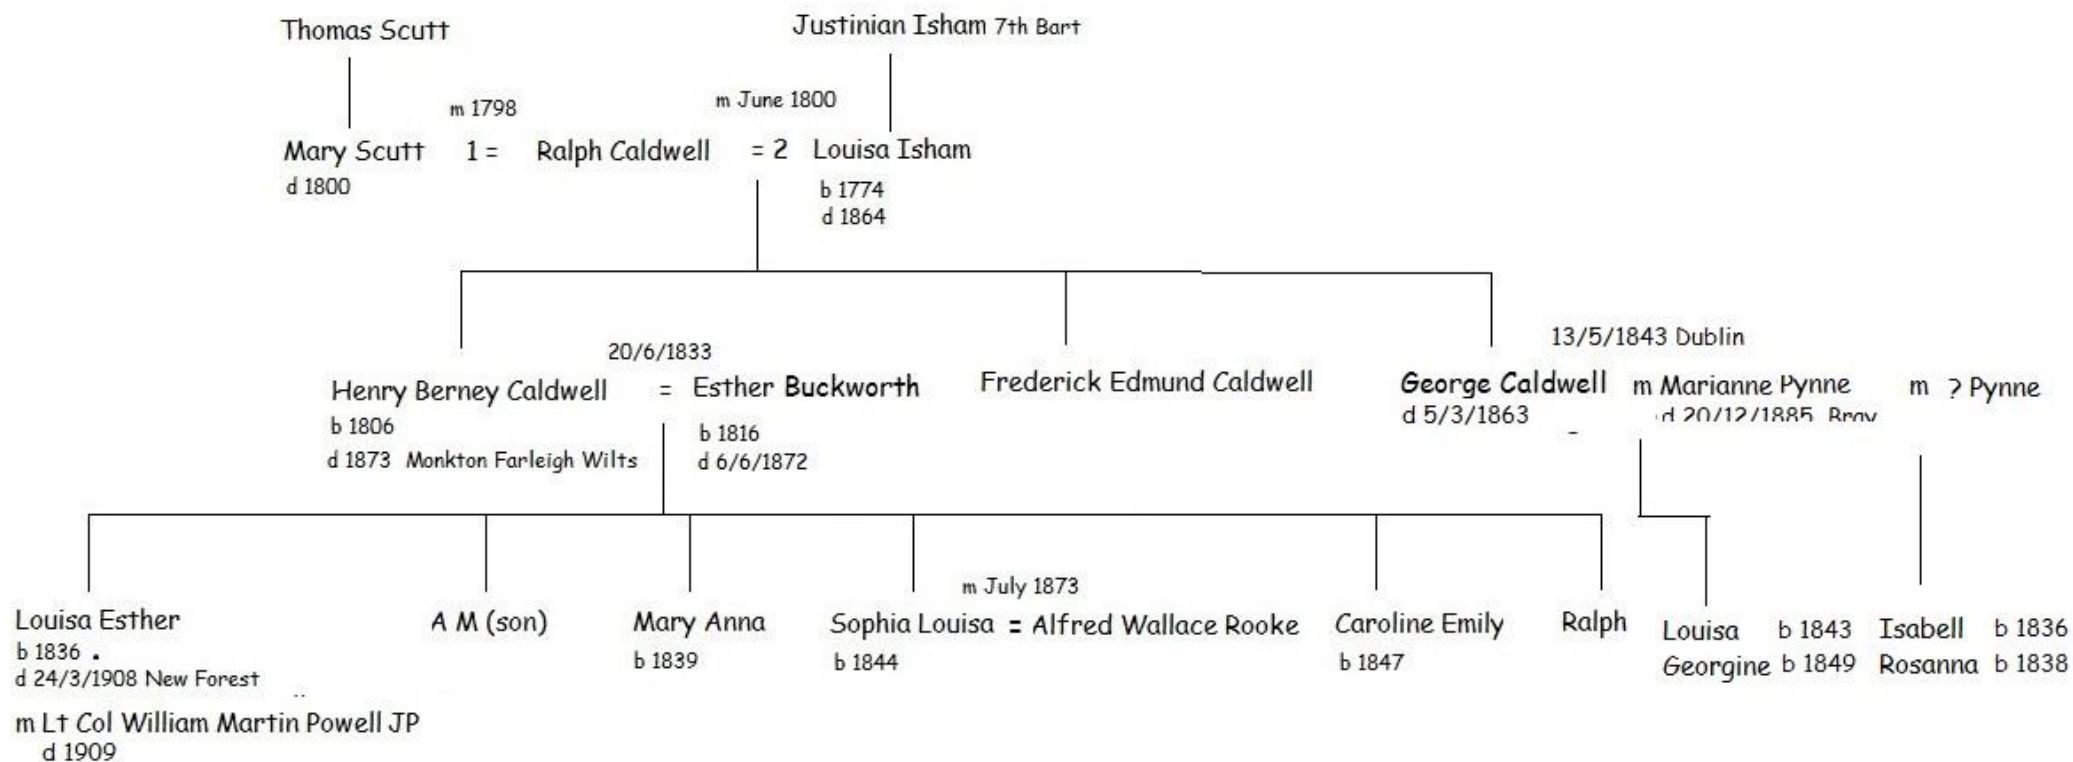 Thomas Scutt
Justinian Isham 7th Bart
m 1798
m June 1800
Mary Scutt 1 = Ralph Caldwell = 2 Louisa Isham
d 1800
b 1774
d 1864
20/6/1833
13/5/1843 Dublin
Henry Berney Caldwell = Esther Buckworth
Frederick Edmund Caldwell
George Caldwell m Marianne Pynne m ? Pynne
b 1806
d 1873 Monkton Farleigh Wilts
b 1816
d 6/6/1872
d 5/3/1863
d 20/12/1885 Bray
m July 1873
Louisa Esther
b 1836 .
d 24/3/1908 New Forest
m Lt Col William Martin Powell JP
d 1909
A M (son)
Mary Anna
b 1839
Sophia Louisa = Alfred Wallace Rooke
b 1844
Caroline Emily
b 1847
Ralph
Louisa b 1843
Georgine b 1849
Isabell b 1836
Rosanna b 1838